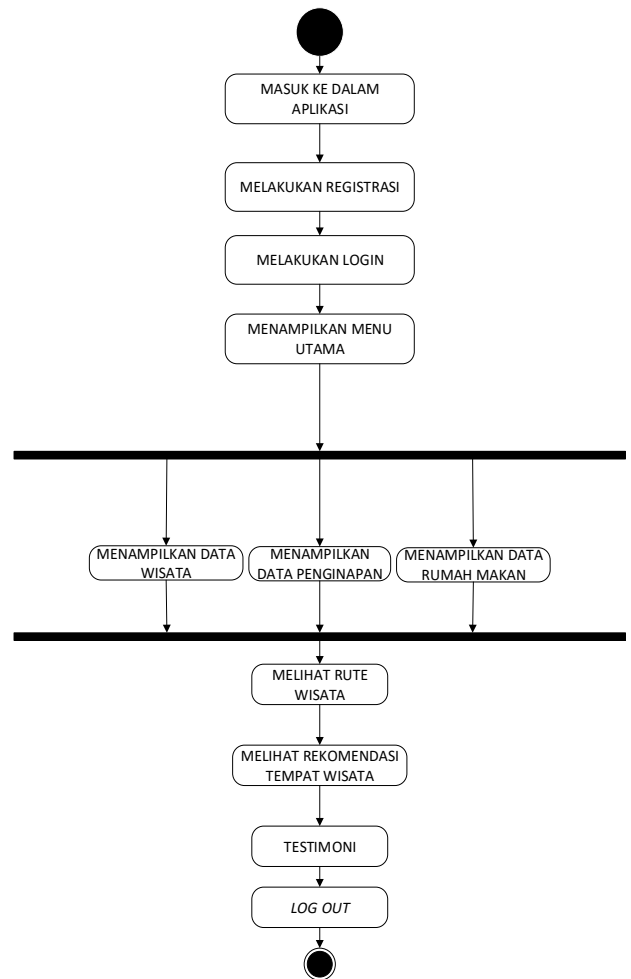 MASUK KE DALAM
APLIKASI
MELAKUKAN REGISTRASI
MELAKUKAN LOGIN
MENAMPILKAN MENU
UTAMA
MENAMPILKAN DATA
WISATA
MENAMPILKAN
DATA PENGINAPAN
MENAMPILKAN DATA
RUMAH MAKAN
MELIHAT RUTE
WISATA
MELIHAT REKOMENDASI
TEMPAT WISATA
TESTIMONI
LOG OUT